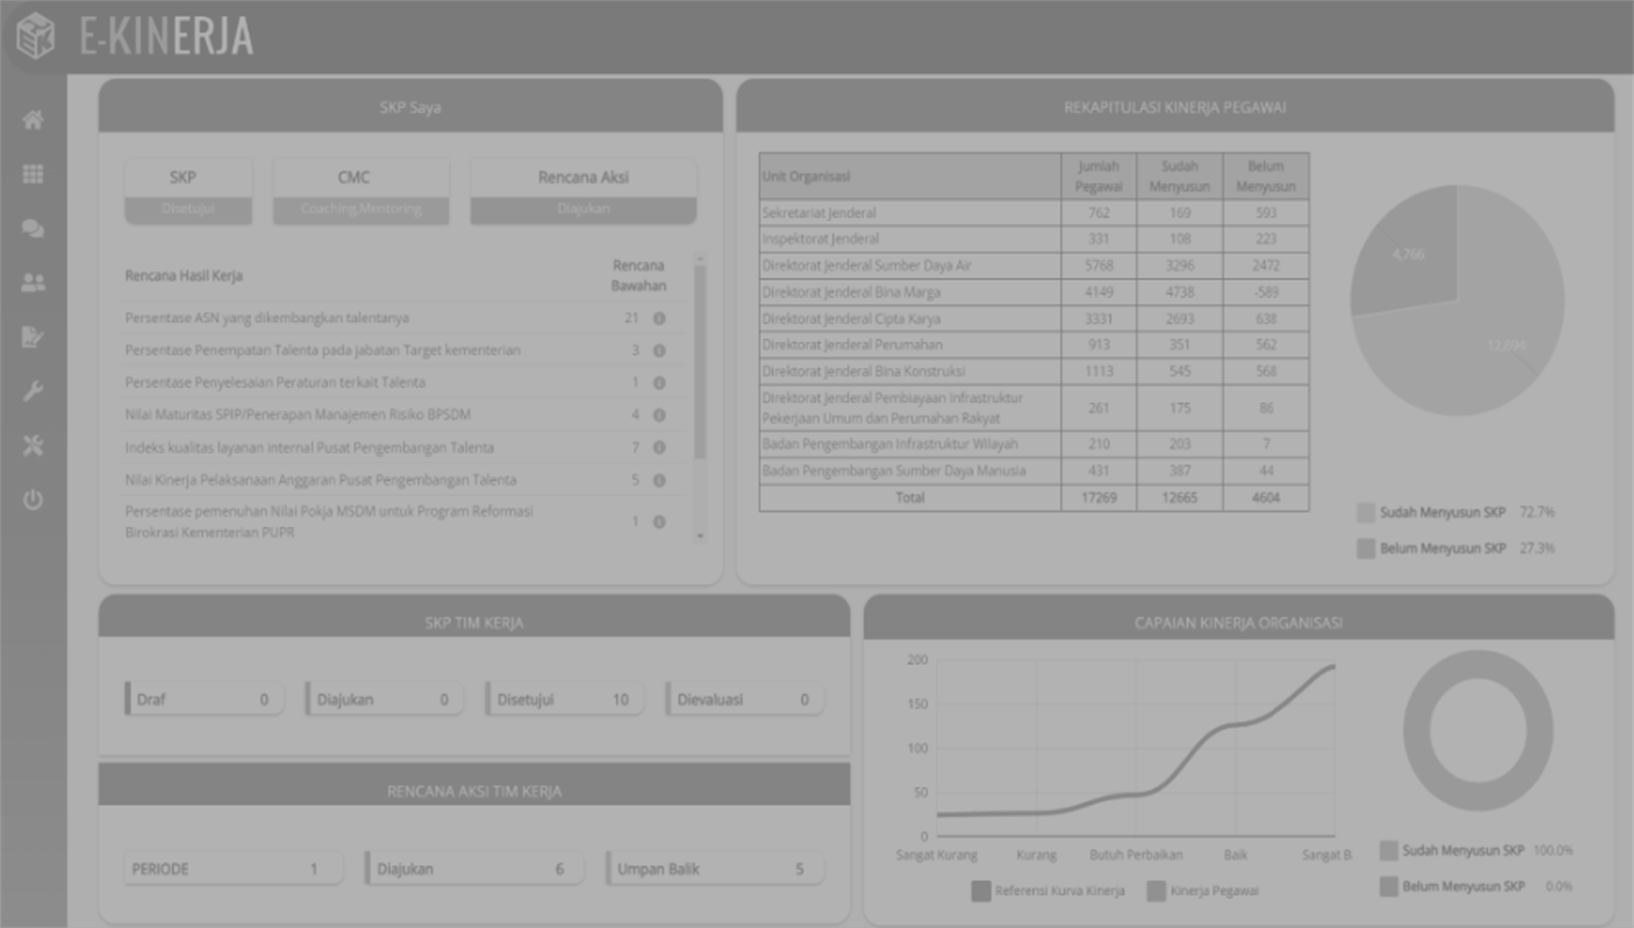 E-KINERJA
SKP Saya
SKP
Disetujui
CMC
Coaching,Mentoring
Rencana Aksi
Diajukan
Rencana Hasil Kerja
Rencana
Bawahan
Persentase ASN yang dikembangkan talentanya 21
Persentase Penempatan Talenta pada jabatan Target kementerian 3
Persentase Penyelesaian Peraturan terkait Talenta 1
Nilai Maturitas SPIP/Penerapan Manajemen Risiko BPSDM 4
Indeks kualitas layanan internal Pusat Pengembangan Talenta 7
Nilai Kinerja Pelaksanaan Anggaran Pusat Pengembangan Talenta 5
Persentase pemenuhan Nilai Pokja MSDM untuk Program Reformasi
Birokrasi Kementerian PUPR 1
REKAPITULASI KINERJA PEGAWAI
Unit Organisasi
Jumlah
Pegawai
Sudah
Menyusun
Belum
Menyusun
Sekretariat Jenderal 762 169 593
Inspektorat Jenderal 331 108 223
Direktorat Jenderal Sumber Daya Air 5768 3296 2472
Direktorat Jenderal Bina Marga 4149 4738 -589
Direktorat Jenderal Cipta Karya 3331 2693 638
Direktorat Jenderal Perumahan 913 351 562
Direktorat Jenderal Bina Konstruksi 1113 545 568
Direktorat Jenderal Pembiayaan Infrastruktur
Pekerjaan Umum dan Perumahan Rakyat 261 175 86
Badan Pengembangan Infrastruktur Wilayah 210 203 7
Badan Pengembangan Sumber Daya Manusia 431 387 44
Total 17269 12665 4604
4,766
Sudah Menyusun SKP 72.7%
Belum Menyusun SKP 27.3%
SKP TIM KERJA
Draf 0
Diajukan 0
Disetujui 10
Dievaluasi 0
RENCANA AKSI TIM KERJA
PERIODE 1
Diajukan 6
Umpan Balik 5
CAPAIAN KINERJA ORGANISASI
200
150
100
50
0
Sangat Kurang
Kurang
Butuh Perbaikan
Baik
Sangat B
Referensi Kurva Kinerja
Kinerja Pegawai
Sudah Menyusun SKP 100.0%
Belum Menyusun SKP 0.0%